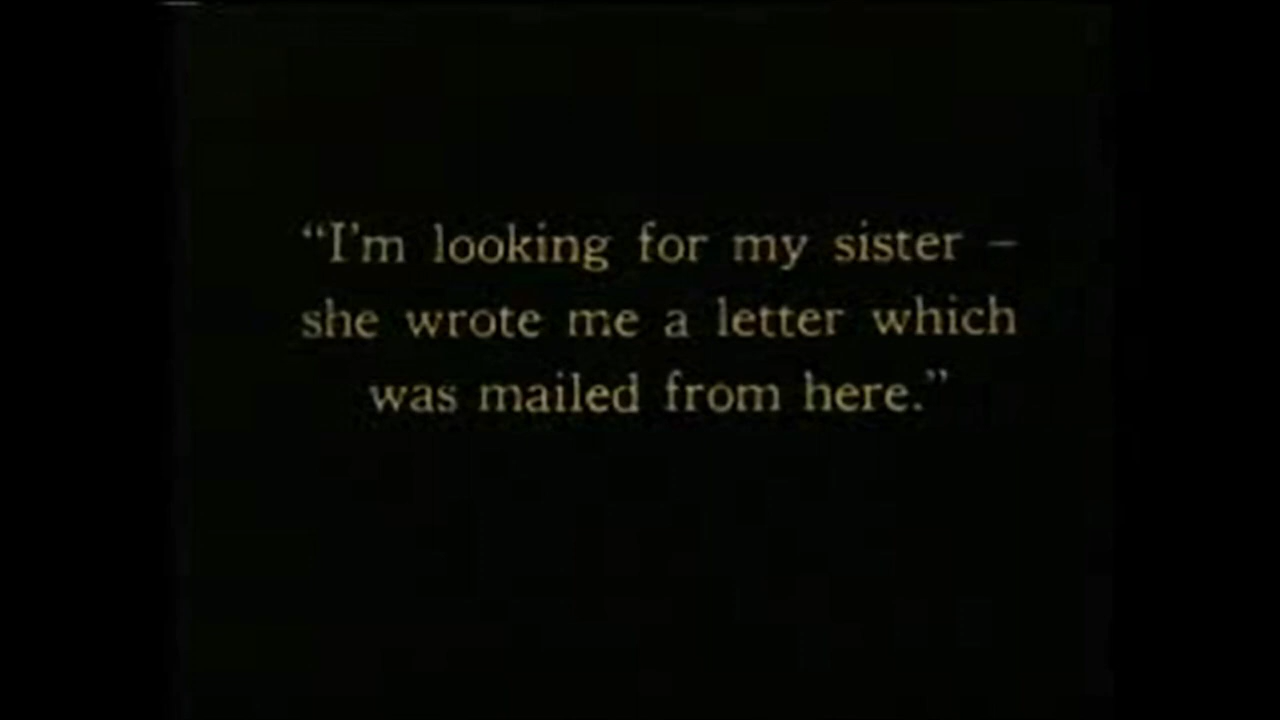 “I’m looking for my sister –
she wrote me a letter which
was mailed from here.”